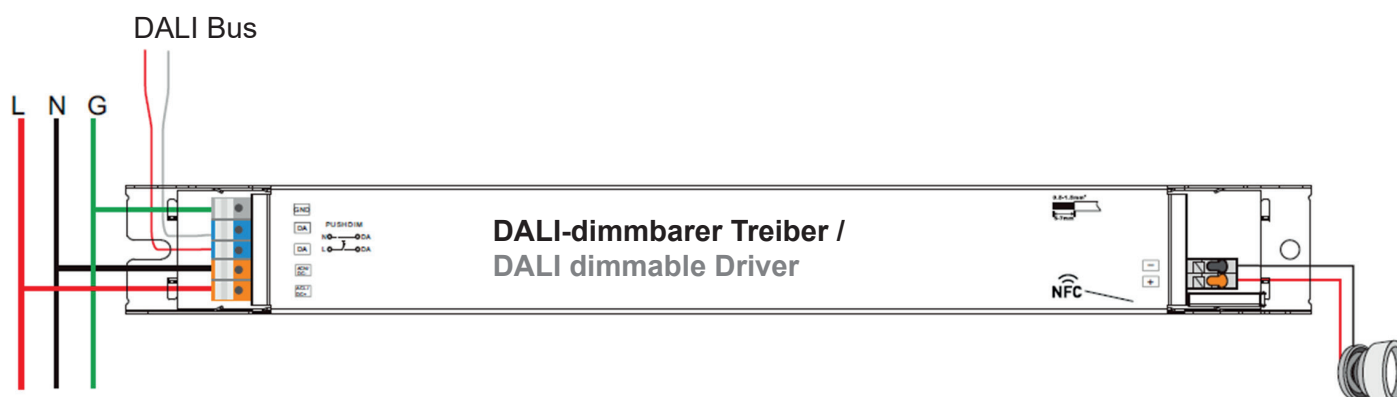 DALI Bus
L N G
GND
DA
DA
PUSHDIM
N DA
L DA
DALI-dimmbarer Treiber /
DALI dimmable Driver
NFC
-
+